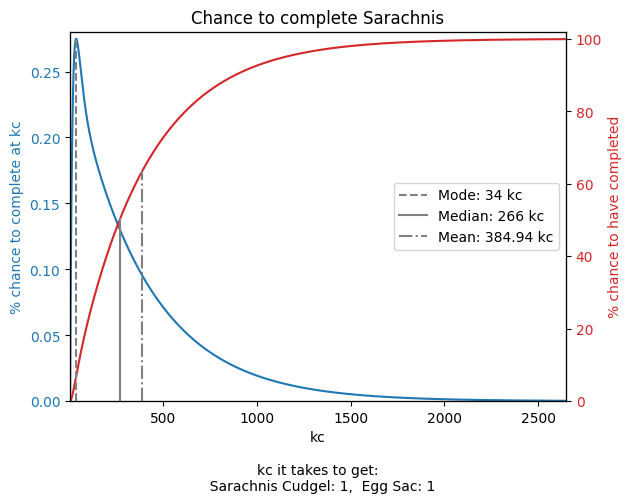 Chance to complete Sarachnis
% chance to complete at kc
0.25
0.20
0.15
0.10
0.05
0.00
100
80
60
40
20
0
% chance to have completed
Mode: 34 kc
Median: 266 kc
Mean: 384.94 kc
500
1000
1500
2000
2500
kc
kc it takes to get:
Sarachnis Cudgel: 1,  Egg Sac: 1